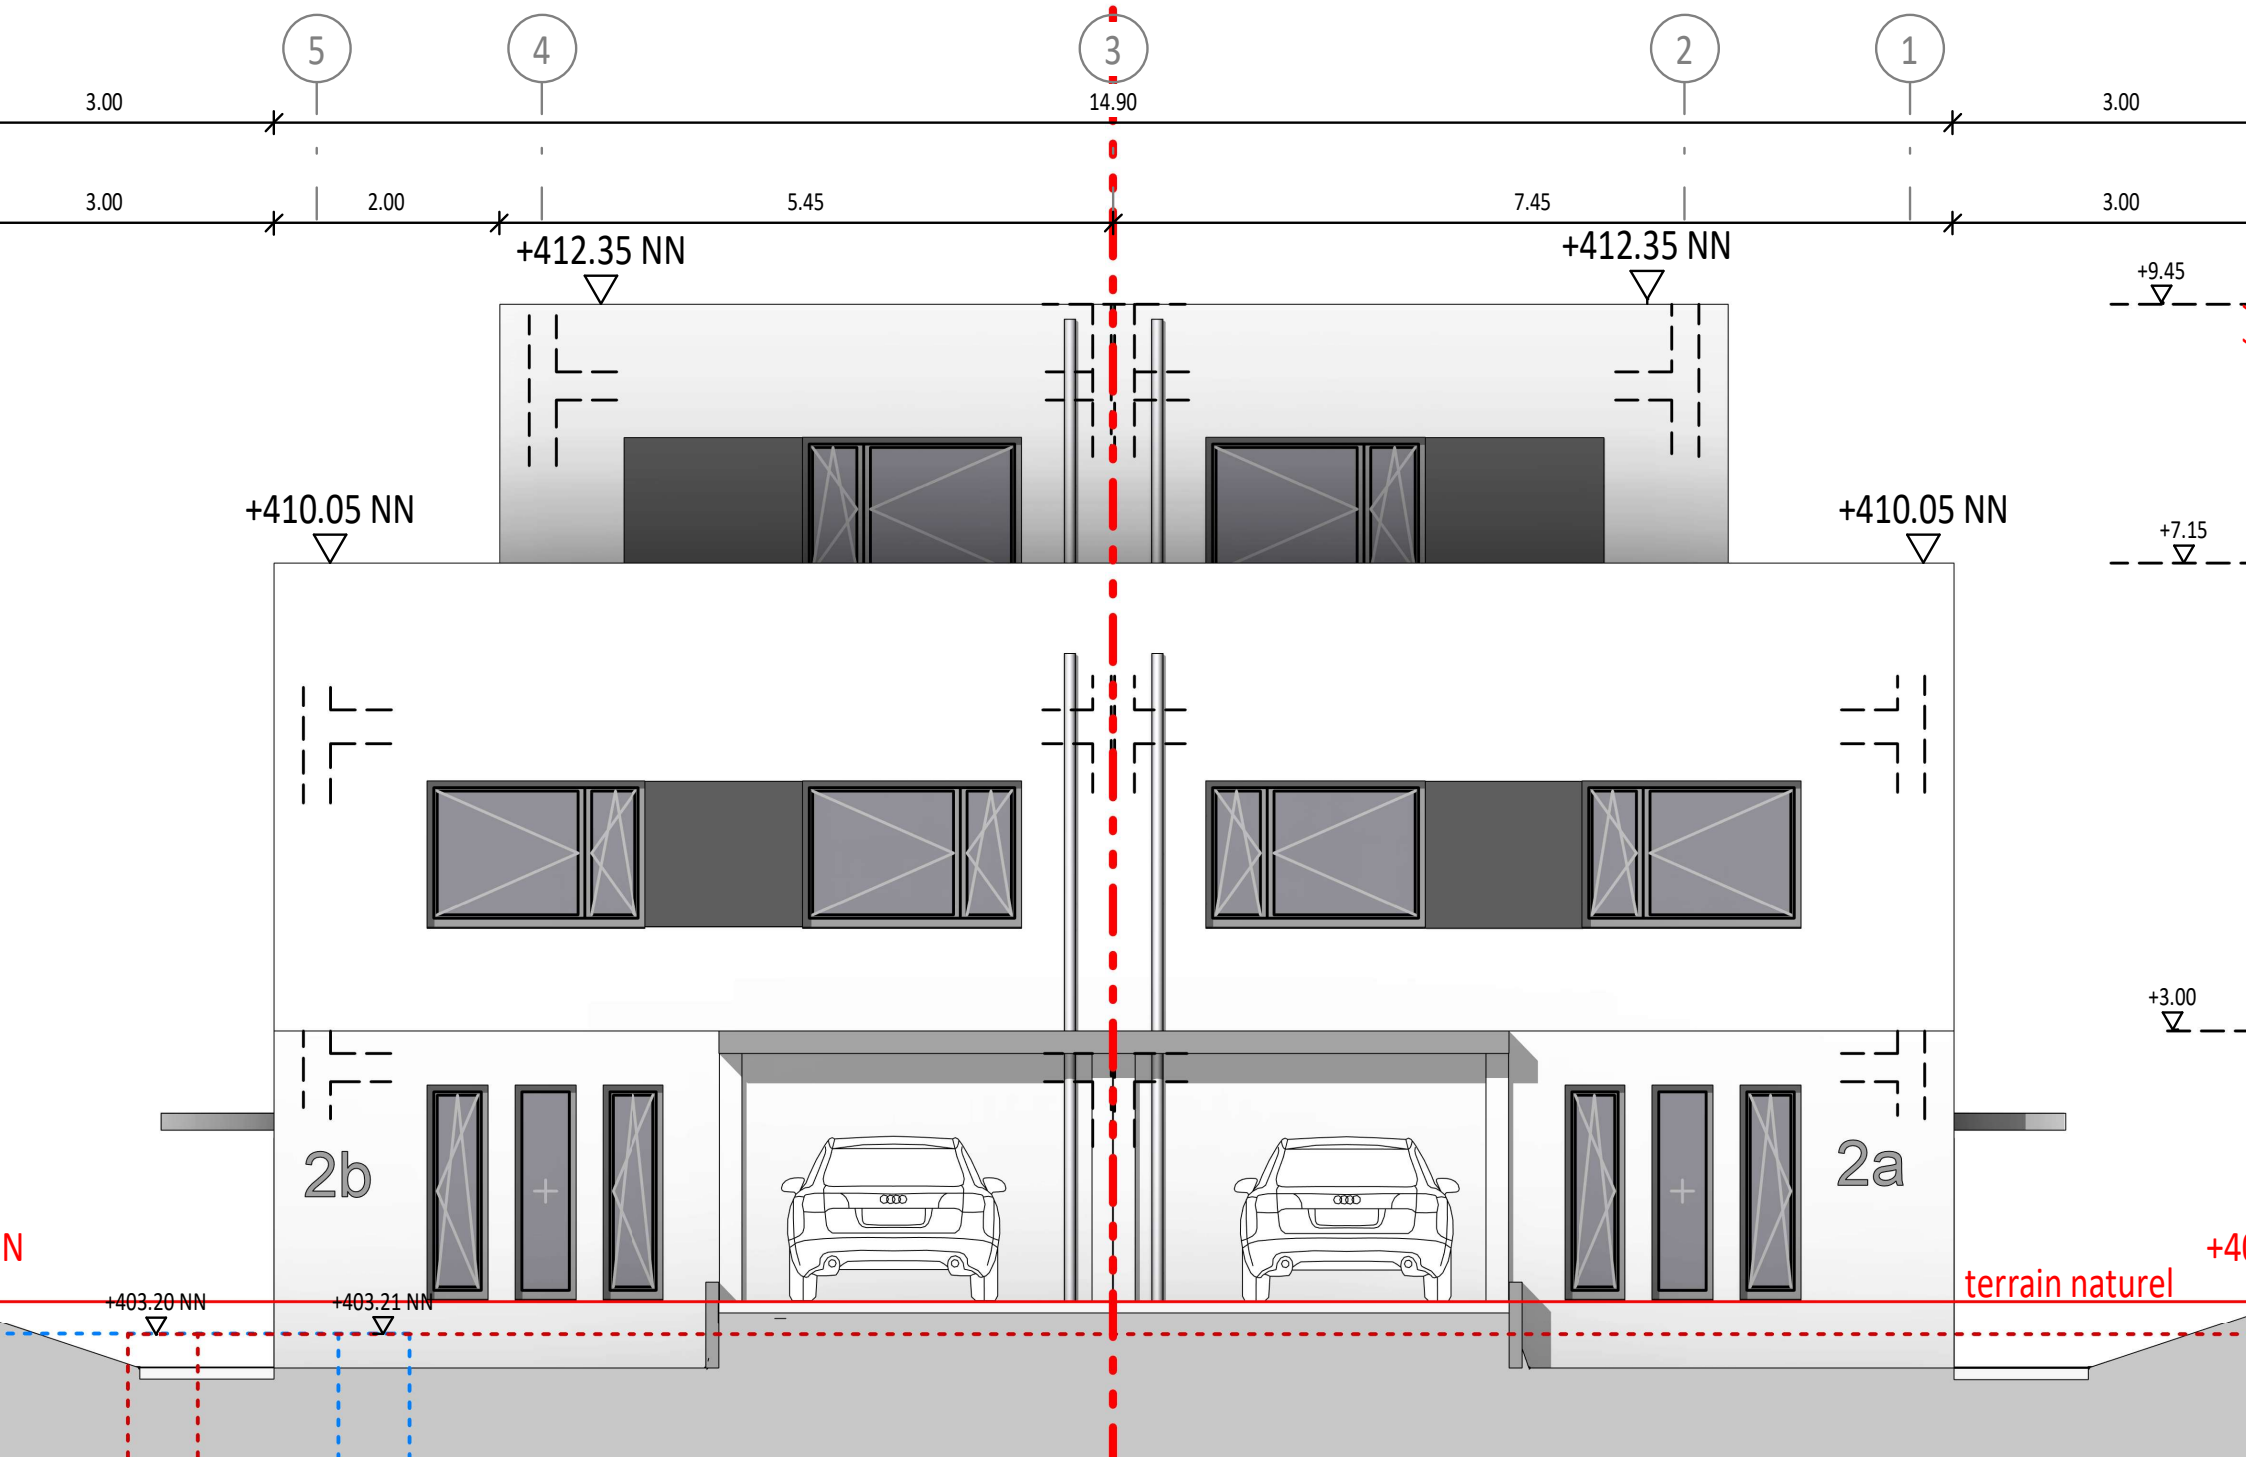 5 4 3 2 1
3.00 14.90 3.00
3.00 2.00 5.45 7.45 3.00
+412.35 NN +412.35 NN
+9.45
+410.05 NN +410.05 NN
+7.15
+3.00
2b 2a
N +40
terrain naturel
+403.20 NN +403.21 NN